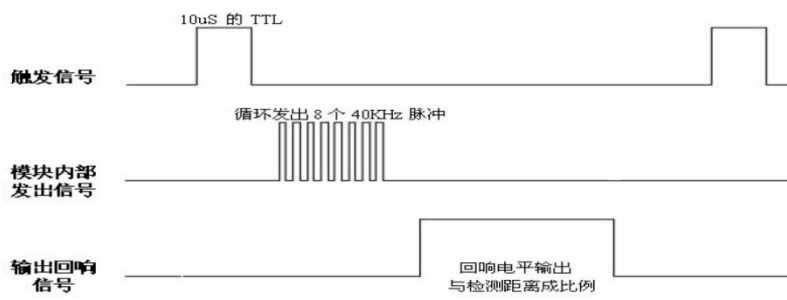 10uS 的 TTL
触发信号
循环发出 8 个 40KHz 脉冲
模块内部
发出信号
输出回响
信号
回响电平输出
与检测距离成比例